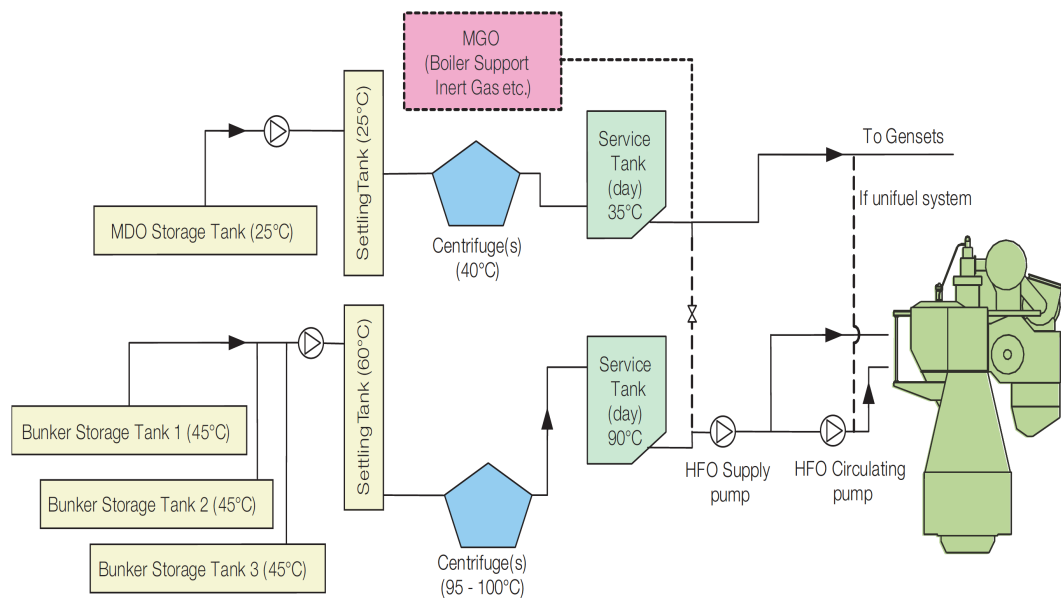 MGO
(Boiler Support
Inert Gas etc.)
MDO Storage Tank (25°C)
Settling Tank (25°C)
Centrifuge(s)
(40°C)
Service
Tank
(day)
35°C
To Gensets
If unifuel system
Bunker Storage Tank 1 (45°C)
Bunker Storage Tank 2 (45°C)
Bunker Storage Tank 3 (45°C)
Settling Tank (60°C)
Centrifuge(s)
(95 - 100°C)
Service
Tank
(day)
90°C
HFO Supply
pump
HFO Circulating
pump